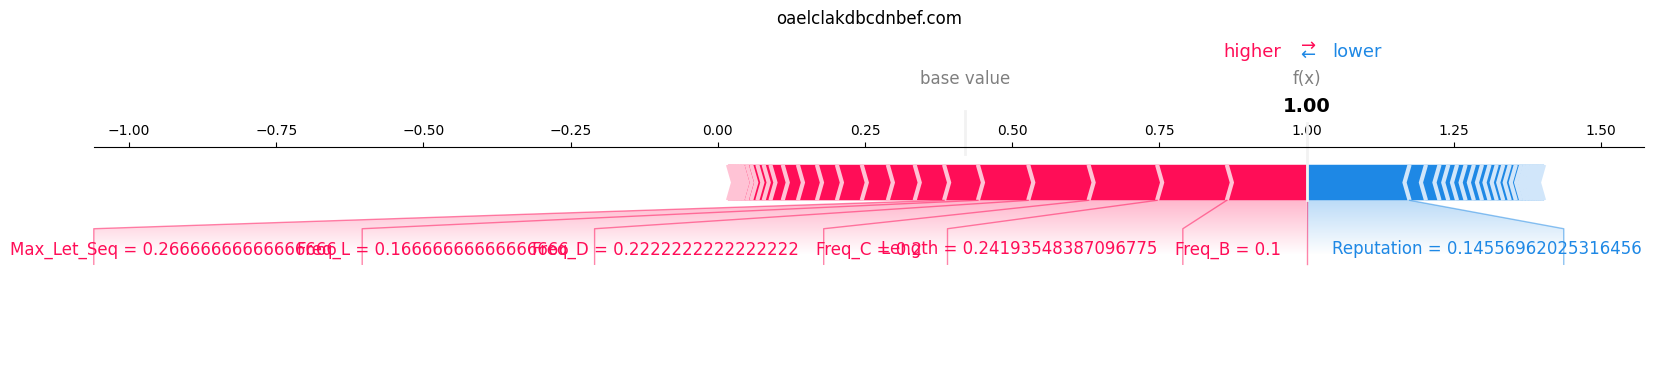 oaelclakdbcdnbef.com
higher ⇄ lower
base value f(x)
1.00
−1.00 −0.75 −0.50 −0.25 0.00 0.25 0.50 0.75 1.00 1.25 1.50
Max_Let_Seq = 0.26666666666666666 Freq_L = 0.16666666666666666 Freq_D = 0.2222222222222222 Freq_C = 0.2 Length = 0.24193548387096775 Freq_B = 0.1 Reputation = 0.14556962025316456